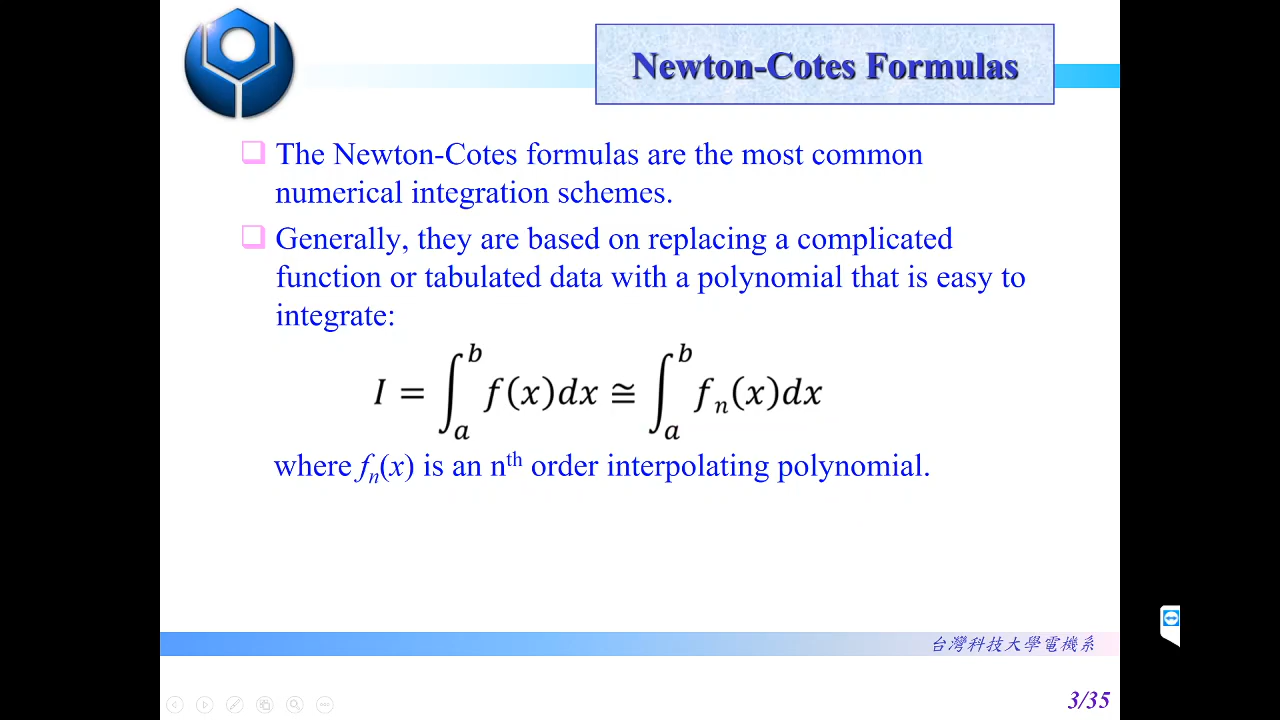 Newton-Cotes Formulas
❑ The Newton-Cotes formulas are the most common
numerical integration schemes.
❑ Generally, they are based on replacing a complicated
function or tabulated data with a polynomial that is easy to
integrate:
I = ∫_a^b f(x)dx ≅ ∫_a^b f_n(x)dx
where f_n(x) is an n^th order interpolating polynomial.
台灣科技大學電機系
3/35